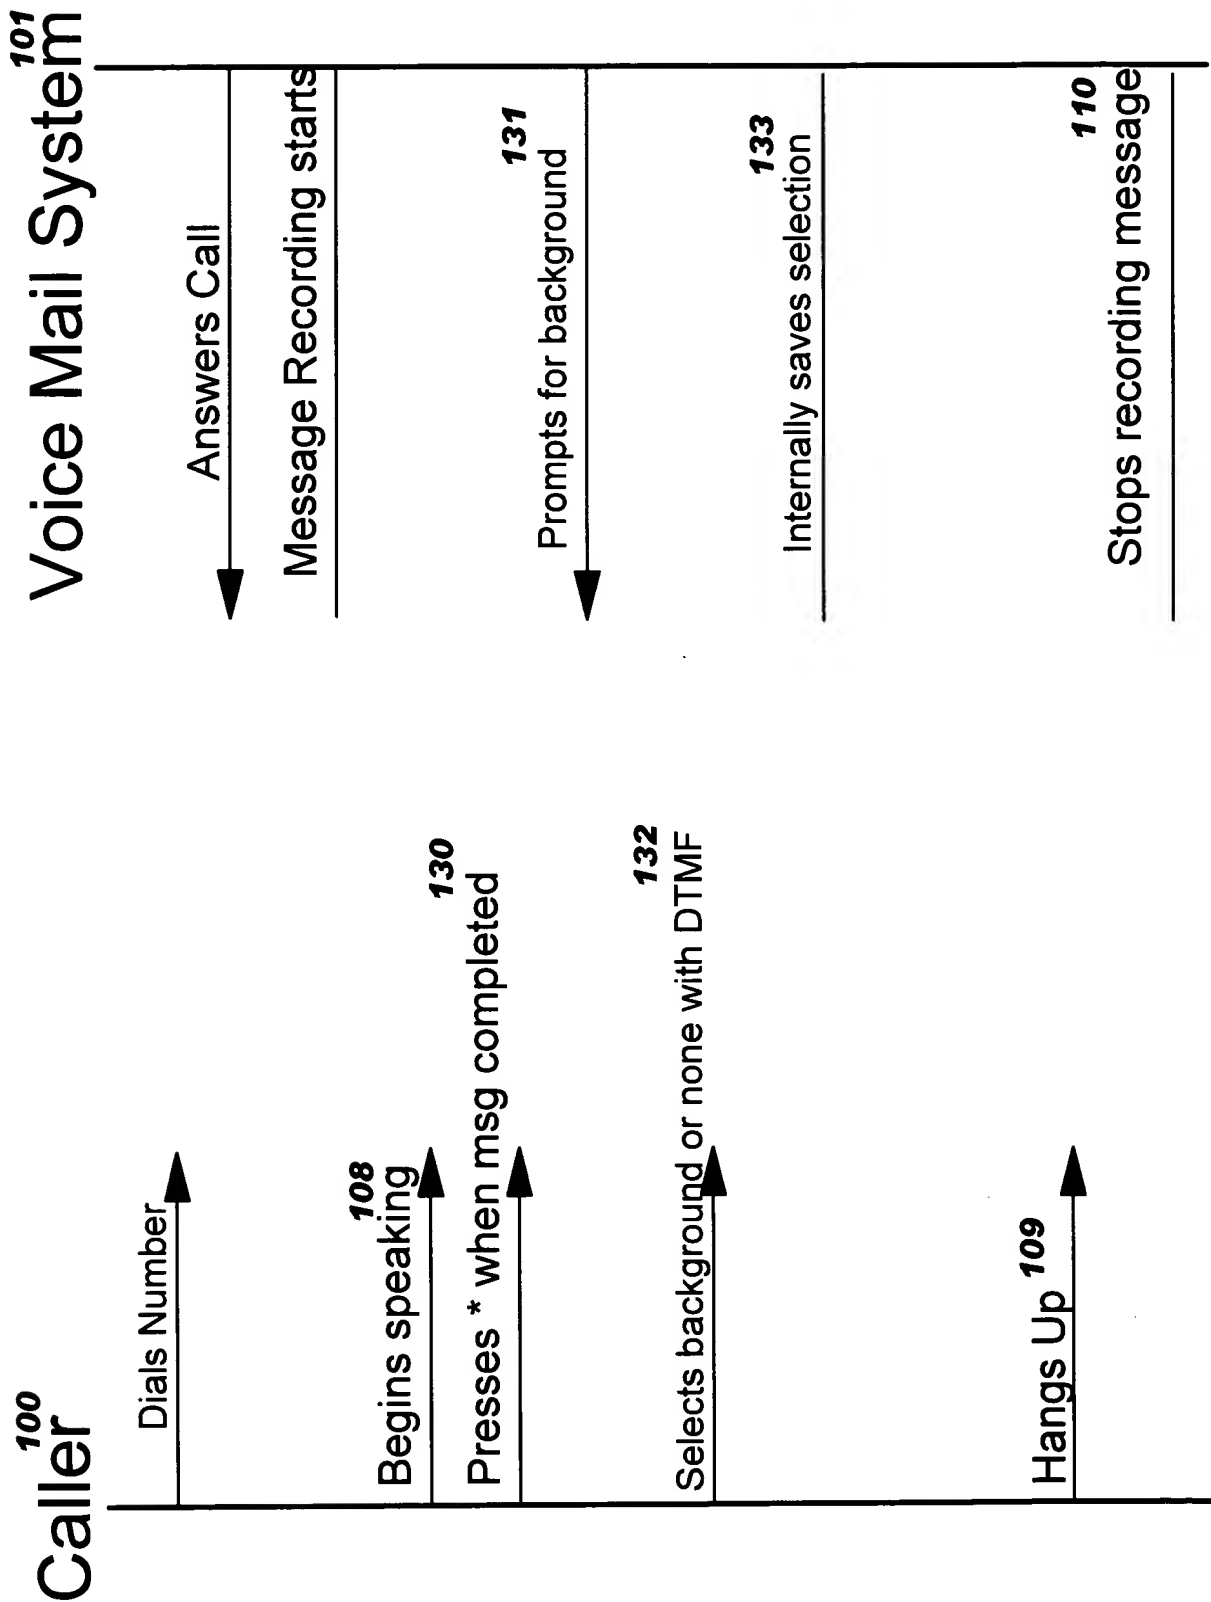 Caller 100
Voice Mail System 101
Dials Number
Answers Call
Message Recording starts
108
Begins speaking
130
Presses * when msg completed
131
Prompts for background
132
Selects background or none with DTMF
133
Internally saves selection
Hangs Up 109
110
Stops recording message